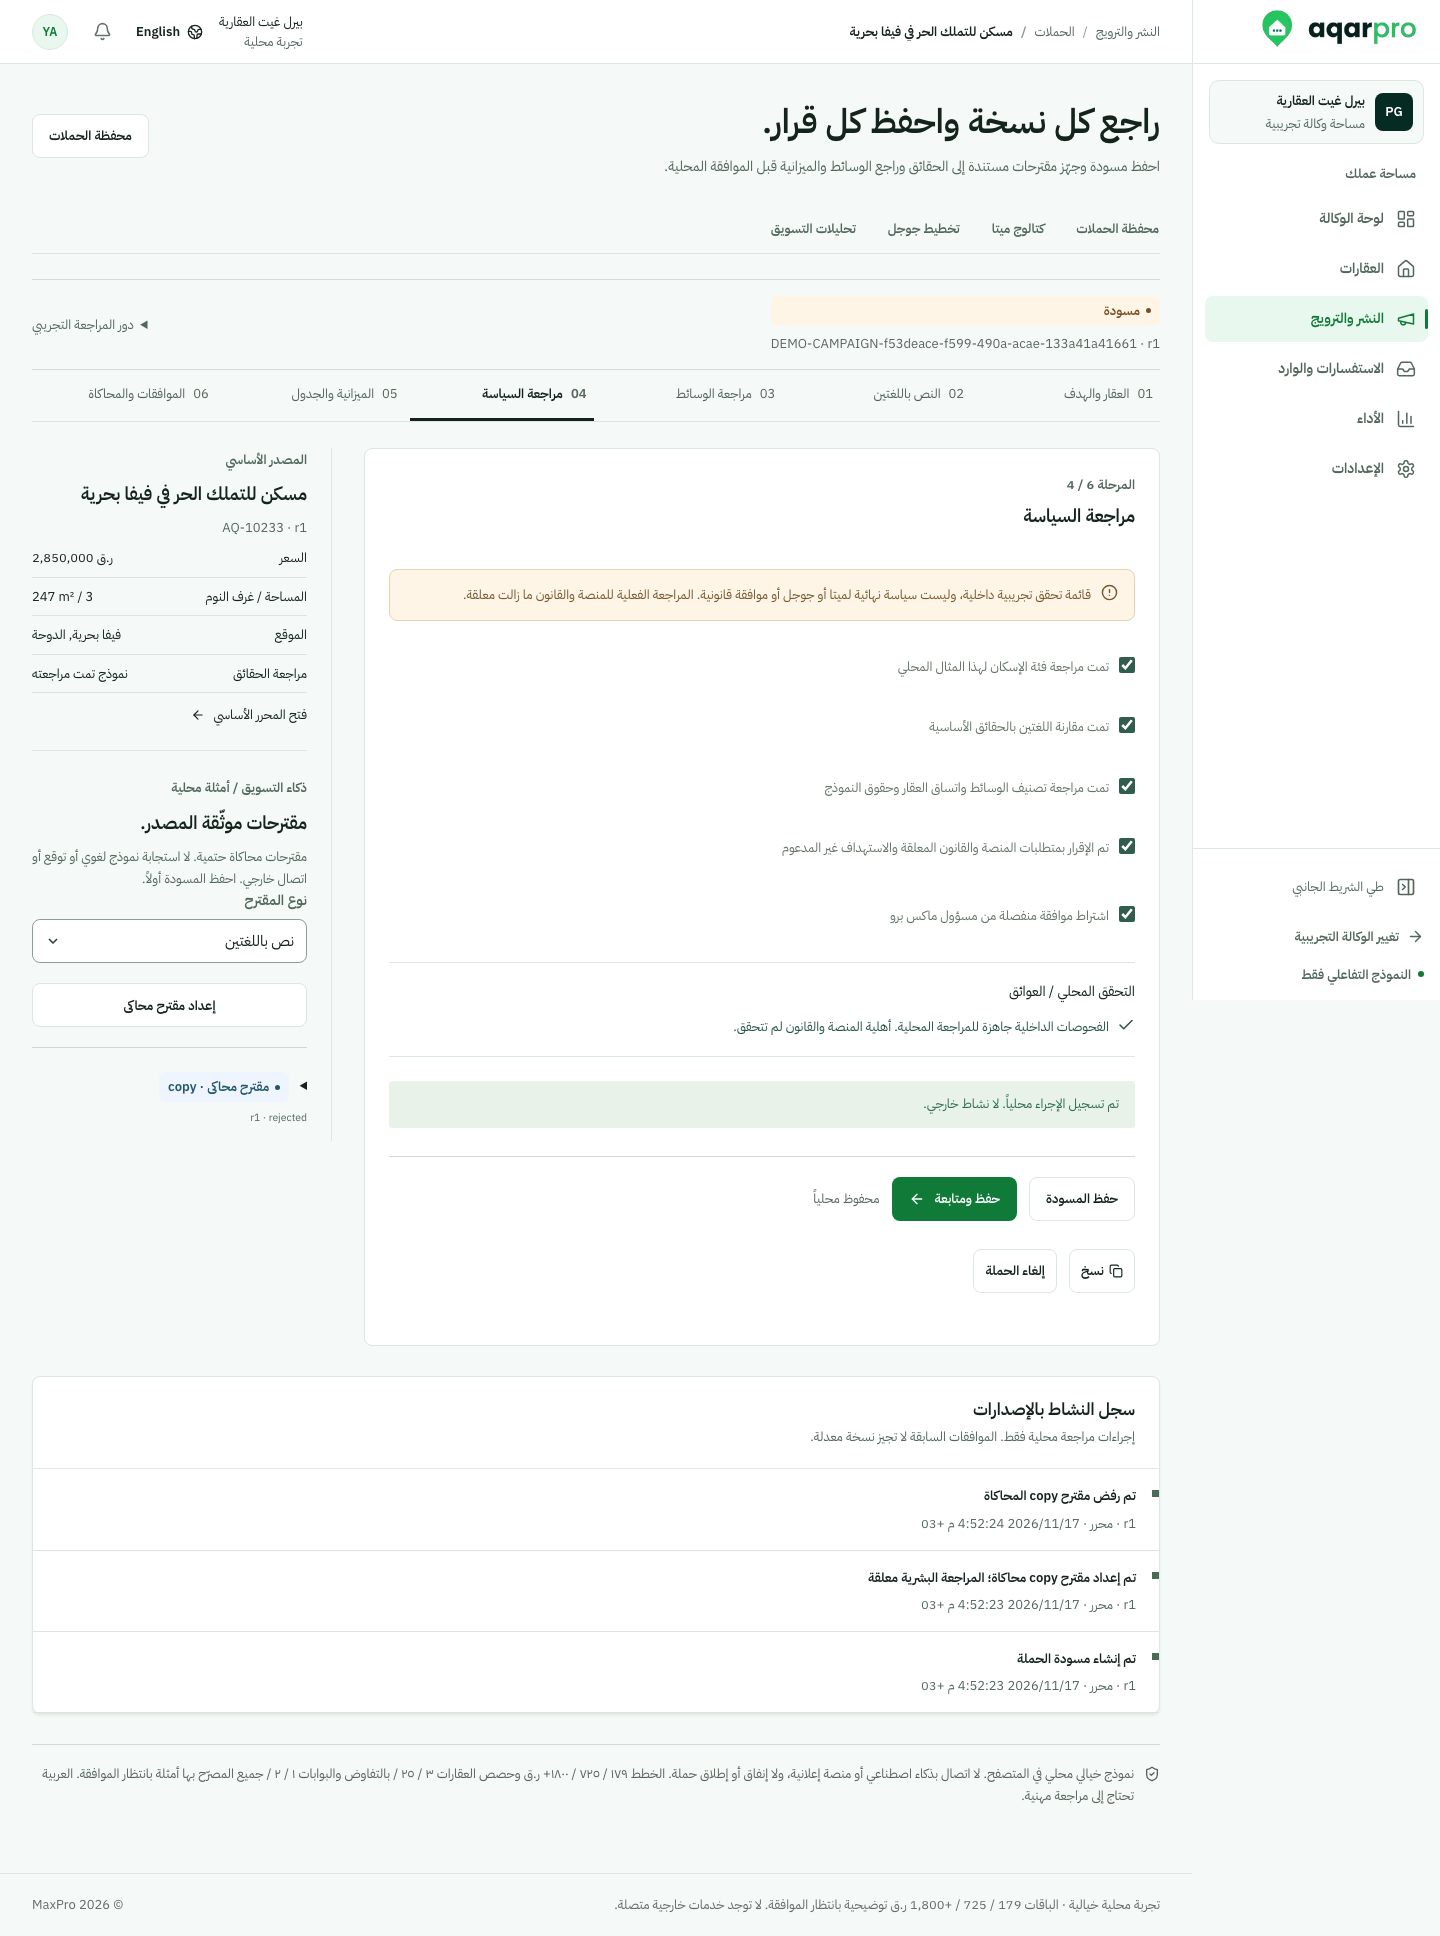 aqarpro
PG
بيرل غيت العقارية
مساحة وكالة تجريبية
مساحة عملك
لوحة الوكالة
العقارات
النشر والترويج
الاستفسارات والوارد
الأداء
الإعدادات
طي الشريط الجانبي
تغيير الوكالة التجريبية
النموذج التفاعلي فقط
النشر والترويج / الحملات / مسكن للتملك الحر في فيفا بحرية
بيرل غيت العقارية
تجربة محلية
English
YA
راجع كل نسخة واحفظ كل قرار.
احفظ مسودة وجهّز مقترحات مستندة إلى الحقائق وراجع الوسائط والميزانية قبل الموافقة المحلية.
محفظة الحملات
محفظة الحملات
كتالوج ميتا
تخطيط جوجل
تحليلات التسويق
مسودة
DEMO-CAMPAIGN-f53deace-f599-490a-acae-133a41a41661 · r1
دور المراجعة التجريبي
01 العقار والهدف
02 النص باللغتين
03 مراجعة الوسائط
04 مراجعة السياسة
05 الميزانية والجدول
06 الموافقات والمحاكاة
المرحلة 6 / 4
مراجعة السياسة
قائمة تحقق تجريبية داخلية، وليست سياسة نهائية لميتا أو جوجل أو موافقة قانونية. المراجعة الفعلية للمنصة والقانون ما زالت معلقة.
تمت مراجعة فئة الإسكان لهذا المثال المحلي
تمت مقارنة اللغتين بالحقائق الأساسية
تمت مراجعة تصنيف الوسائط واتساق العقار وحقوق النموذج
تم الإقرار بمتطلبات المنصة والقانون المعلقة والاستهداف غير المدعوم
اشتراط موافقة منفصلة من مسؤول ماكس برو
التحقق المحلي / العوائق
الفحوصات الداخلية جاهزة للمراجعة المحلية. أهلية المنصة والقانون لم تتحقق.
تم تسجيل الإجراء محلياً. لا نشاط خارجي.
حفظ المسودة
حفظ ومتابعة
محفوظ محلياً
نسخ
إلغاء الحملة
المصدر الأساسي
مسكن للتملك الحر في فيفا بحرية
AQ-10233 · r1
السعر
ر.ق 2,850,000
المساحة / غرف النوم
247 m² / 3
الموقع
فيفا بحرية, الدوحة
مراجعة الحقائق
نموذج تمت مراجعته
فتح المحرر الأساسي
ذكاء التسويق / أمثلة محلية
مقترحات موثّقة المصدر.
مقترحات محاكاة حتمية. لا استجابة نموذج لغوي أو توقع أو
اتصال خارجي. احفظ المسودة أولاً.
نوع المقترح
نص باللغتين
إعداد مقترح محاكى
مقترح محاكى · copy
r1 · rejected
سجل النشاط بالإصدارات
إجراءات مراجعة محلية فقط. الموافقات السابقة لا تجيز نسخة معدلة.
تم رفض مقترح copy المحاكاة
r1 · محرر · 2026/11/17 4:52:24 م +03
تم إعداد مقترح copy محاكاة؛ المراجعة البشرية معلقة
r1 · محرر · 2026/11/17 4:52:23 م +03
تم إنشاء مسودة الحملة
r1 · محرر · 2026/11/17 4:52:23 م +03
نموذج خيالي محلي في المتصفح. لا اتصال بذكاء اصطناعي أو منصة إعلانية، ولا إنفاق أو إطلاق حملة. الخطط ١٧٩ / ٧٢٥ / ١٨٠٠+ ر.ق وحصص العقارات ٣ / ٢٥ / بالتفاوض والبوابات ١ / ٢ / جميع المصرّح بها أمثلة بانتظار الموافقة. العربية
تحتاج إلى مراجعة مهنية.
تجربة محلية خيالية · الباقات 179 / 725 / +1,800 ر.ق توضيحية بانتظار الموافقة. لا توجد خدمات خارجية متصلة.
© 2026 MaxPro